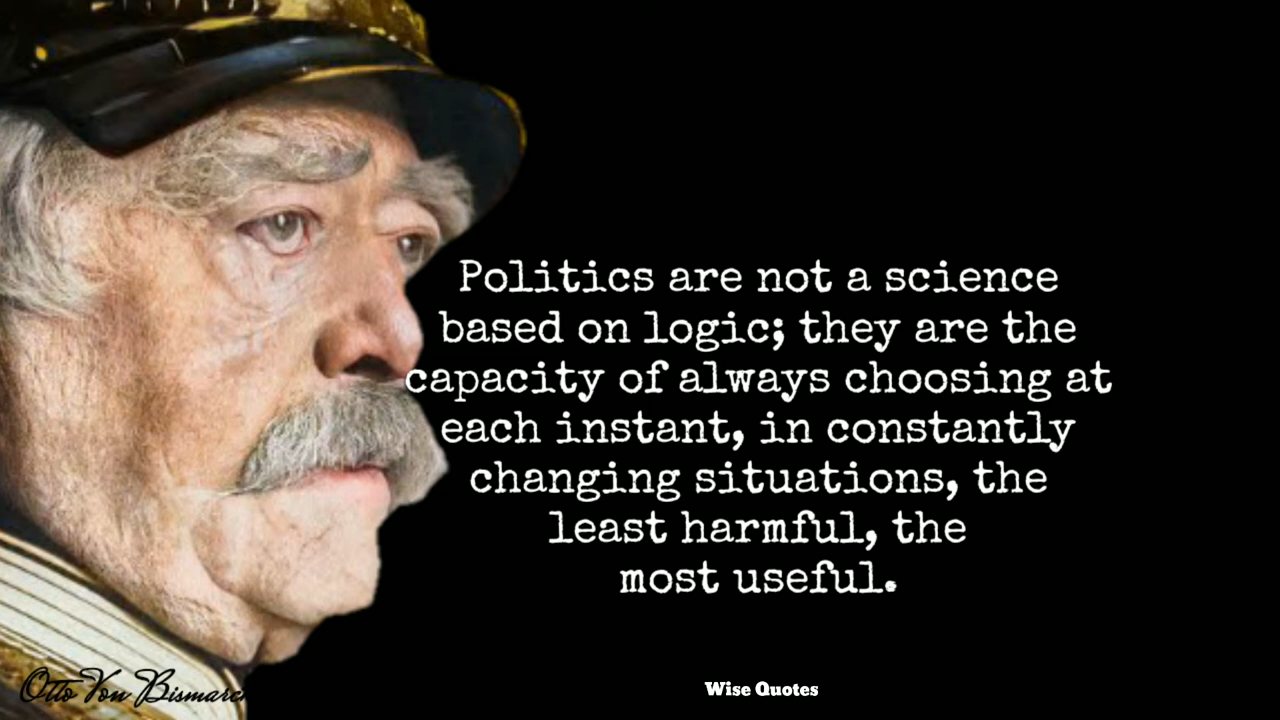 Politics are not a science
based on logic; they are the
capacity of always choosing at
each instant, in constantly
changing situations, the
least harmful, the
most useful.
Otto Von Bismarck
Wise Quotes